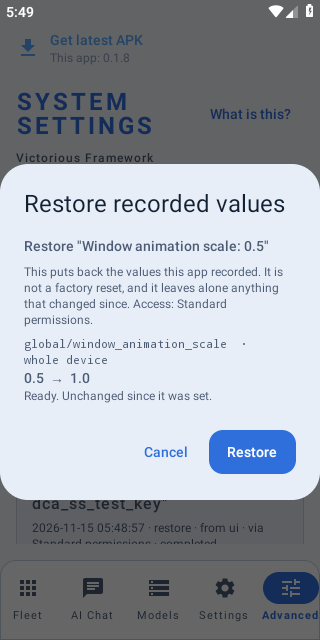 5:49
Get latest APK
This app: 0.1.8
SYSTEM
SETTINGS
What is this?
Victorious Framework
Restore recorded values
Restore "Window animation scale: 0.5"
This puts back the values this app recorded. It is
not a factory reset, and it leaves alone anything
that changed since. Access: Standard
permissions.
global/window_animation_scale ·
whole device
0.5 → 1.0
Ready. Unchanged since it was set.
Cancel
Restore
dca_ss_test_key"
2026-11-15 05:48:57 · restore · from ui · via
Standard permissions · completed
Fleet
AI Chat
Models
Settings
Advanced